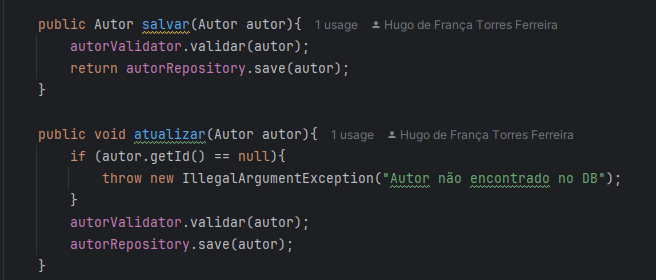 public Autor salvar(Autor autor){ 1 usage Hugo de França Torres Ferreira
autorValidator.validar(autor);
return autorRepository.save(autor);
}
public void atualizar(Autor autor){ 1 usage Hugo de França Torres Ferreira
if (autor.getId() == null){
throw new IllegalArgumentException("Autor não encontrado no DB");
}
autorValidator.validar(autor);
autorRepository.save(autor);
}